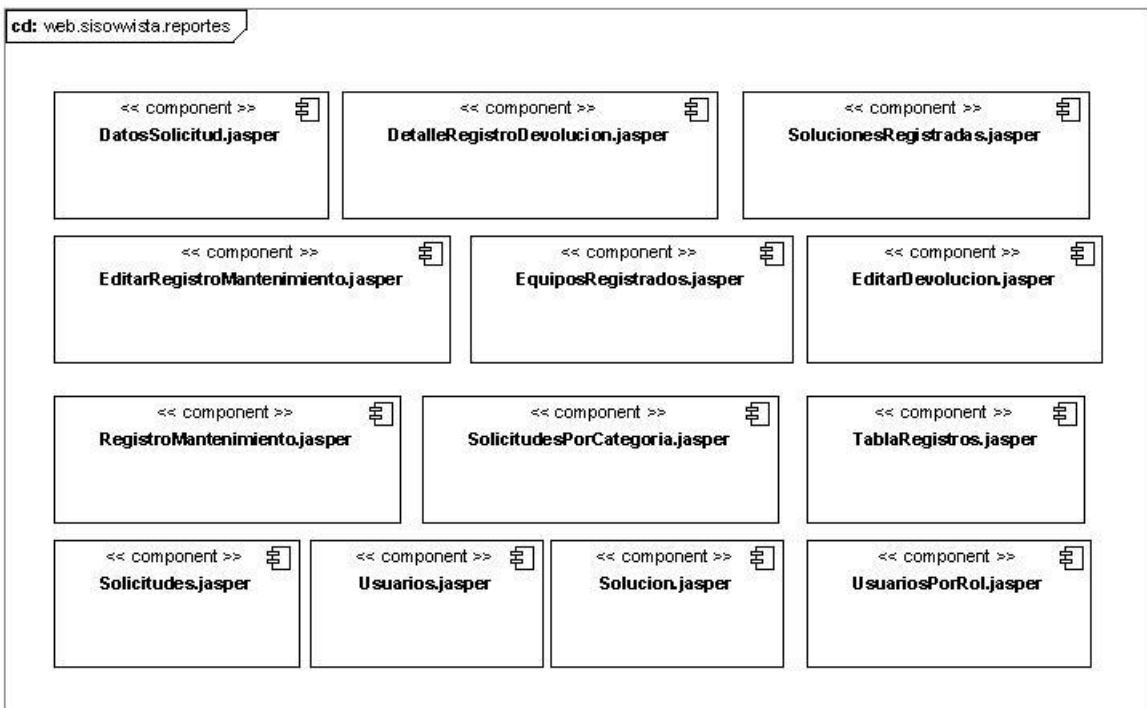 cd: web.sisow.vista.reportes
<< component >> << component >> << component >>
DatosSolicitud.jasper DetalleRegistroDevolucion.jasper SolucionesRegistradas.jasper
<< component >> << component >> << component >>
EditarRegistroMantenimiento.jasper EquiposRegistrados.jasper EditarDevolucion.jasper
<< component >> << component >> << component >>
RegistroMantenimiento.jasper SolicitudesPorCategoria.jasper TablaRegistros.jasper
<< component >> << component >> << component >> << component >>
Solicitudes.jasper Usuarios.jasper Solucion.jasper UsuariosPorRol.jasper